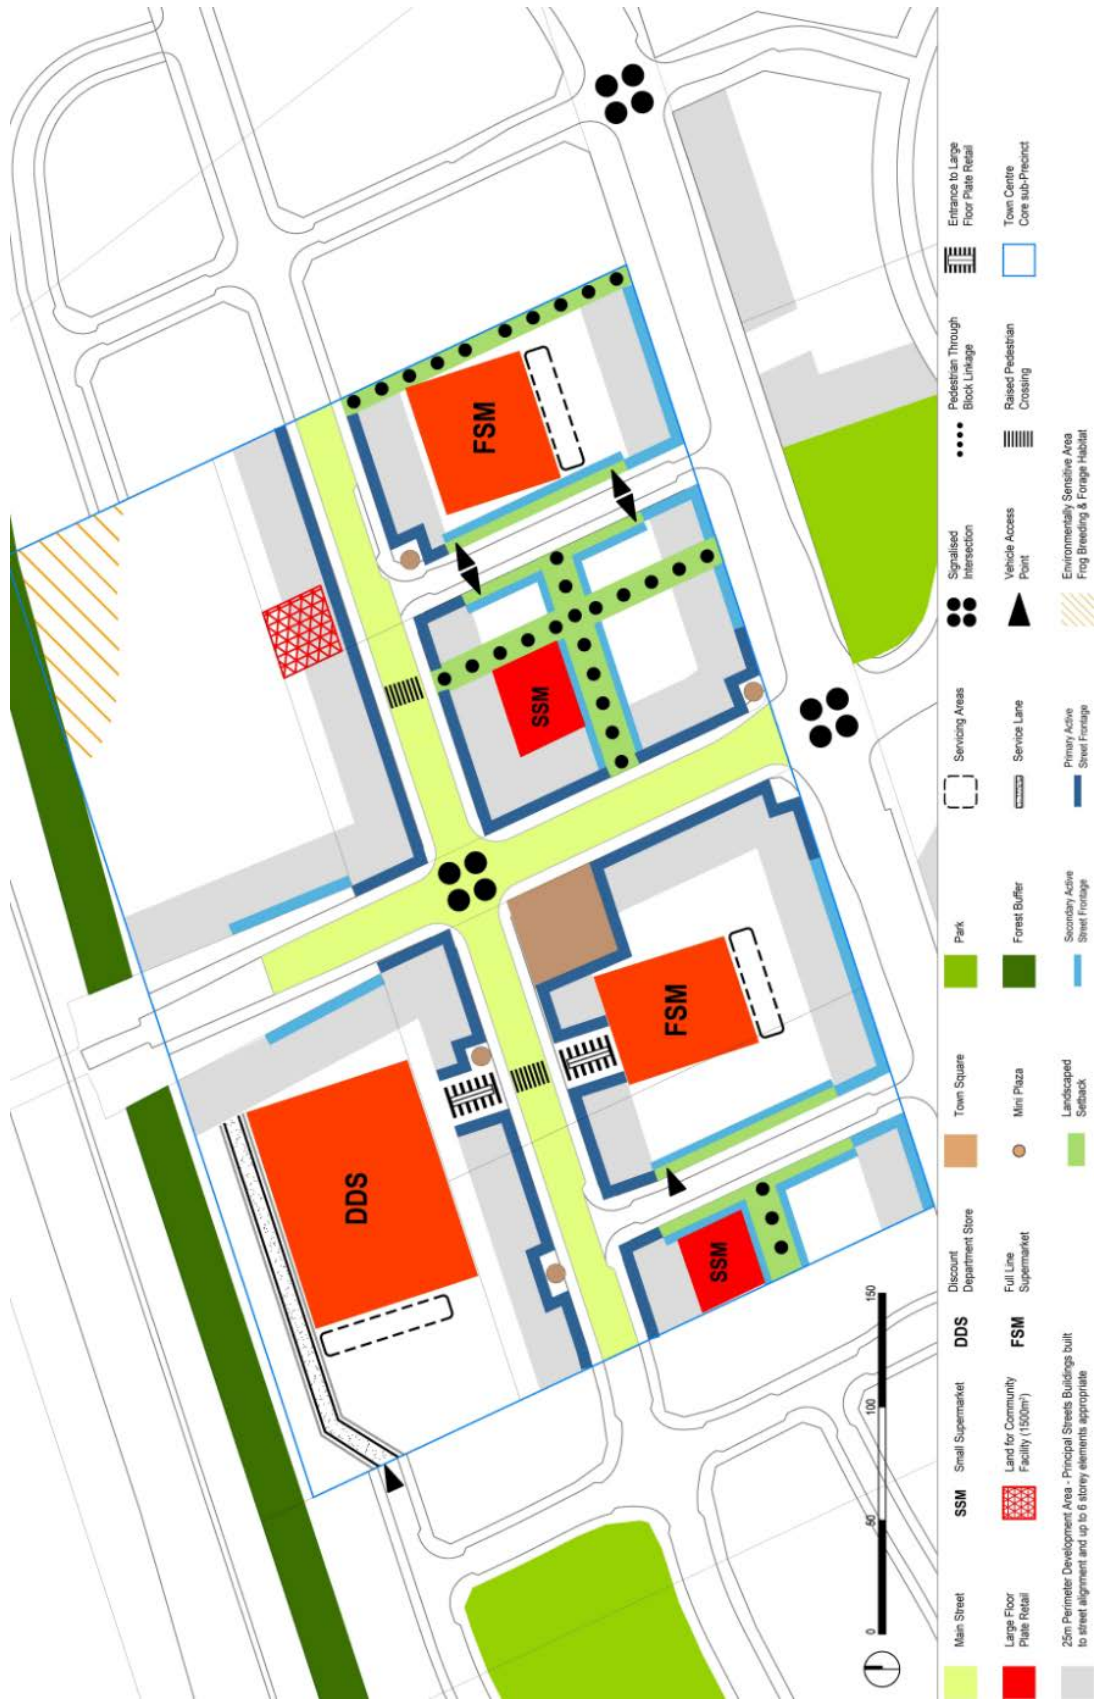 DDS
SSM
FSM
SSM
FSM
0
50
100
150
Main Street
SSM
Small Supermarket
DDS
Discount
Department Store
Town Square
Park
Servicing Areas
Signalised
Intersection
Pedestrian Through
Block Linkage
Entrance to Large
Floor Plate Retail
Large Floor
Plate Retail
Land for Community
Facility (1500m²)
FSM
Full Line
Supermarket
Mini Plaza
Forest Buffer
Service Lane
Vehicle Access
Point
Raised Pedestrian
Crossing
Town Centre
Core sub-Precinct
25m Perimeter Development Area - Principal Streets Buildings built
to street alignment and up to 6 storey elements appropriate
Landscaped
Setback
Secondary Active
Street Frontage
Primary Active
Street Frontage
Environmentally Sensitive Area
Frog Breeding & Forage Habitat